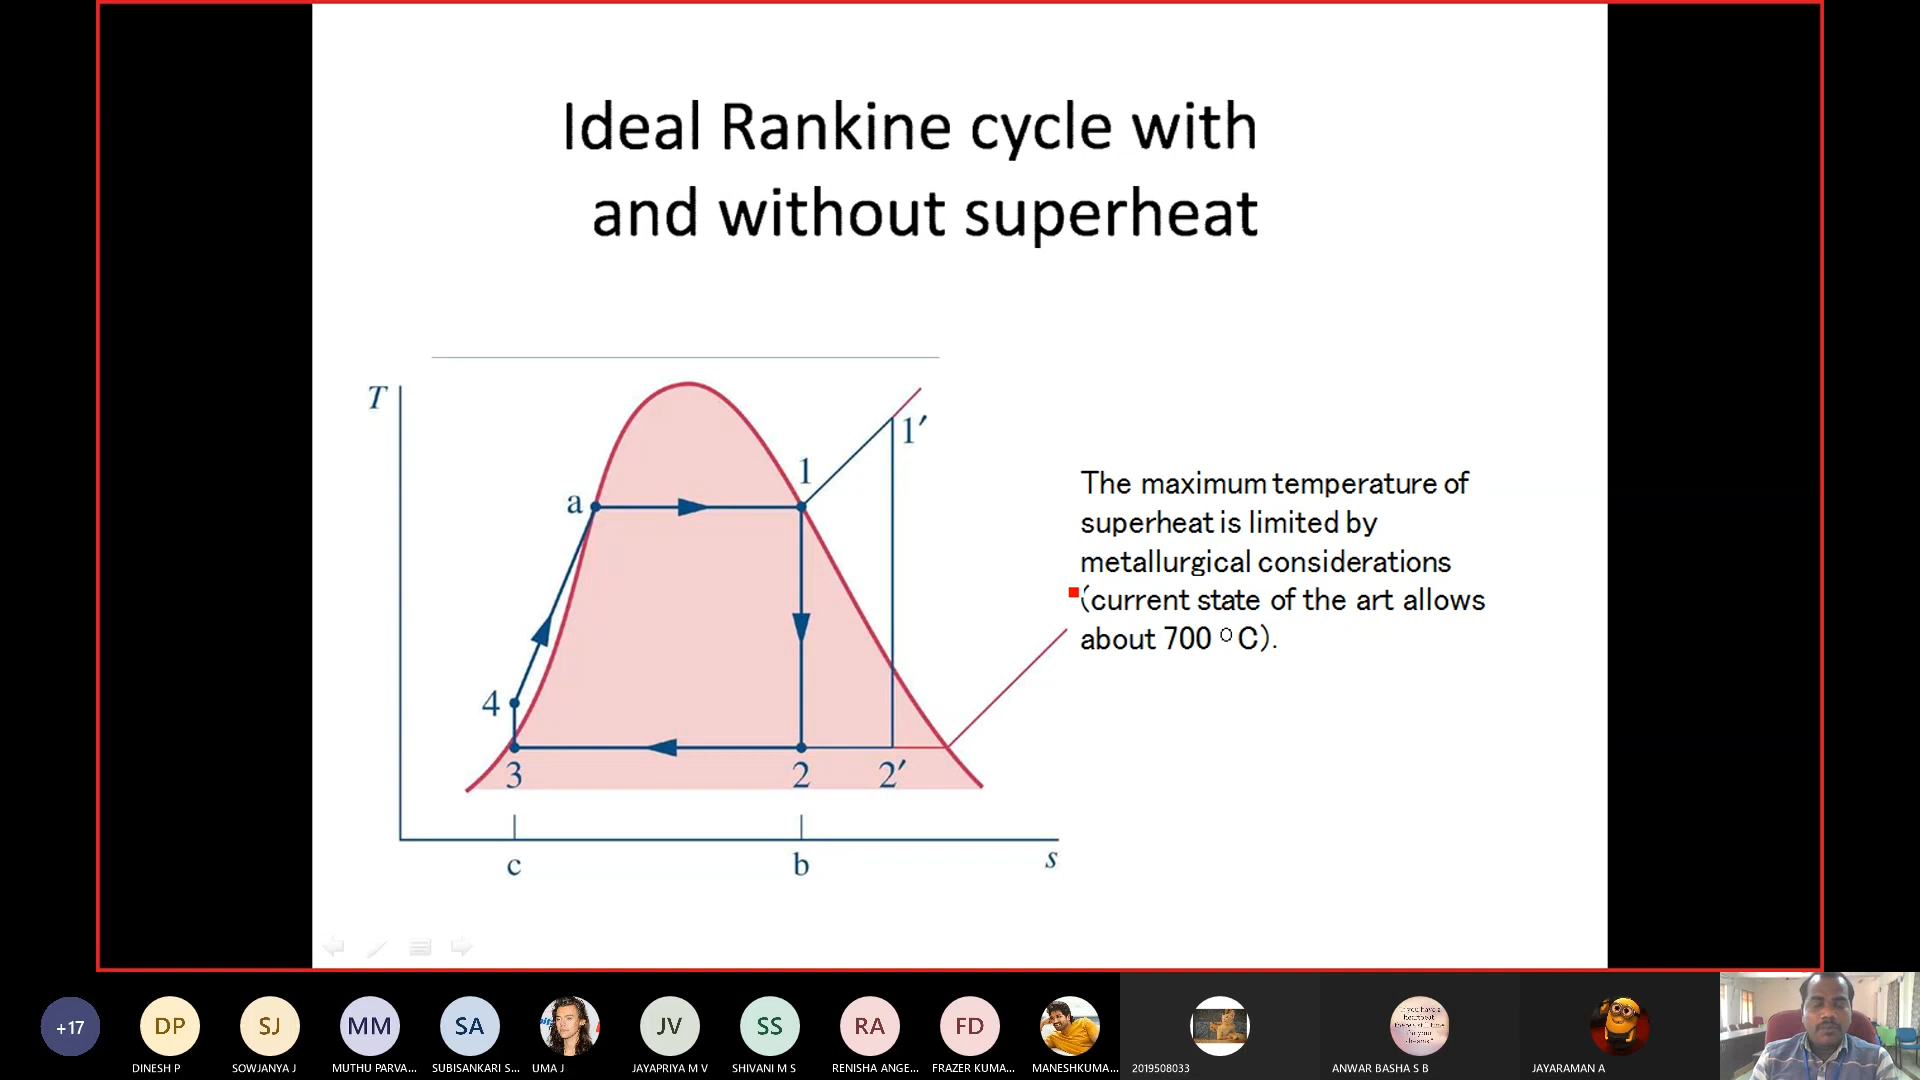 Ideal Rankine cycle with
and without superheat
T
1'
1
a
The maximum temperature of
superheat is limited by
metallurgical considerations
(current state of the art allows
about 700 °C).
4
3
2
2'
c
b
s
+17
DP
SJ
MM
SA
JV
SS
RA
FD
DINESH P
SOWJANYA J
MUTHU PARVA...
SUBISANKARI S...
UMA J
JAYAPRIYA M V
SHIVANI M S
RENISHA ANGE...
FRAZER KUMA...
MANESHKUMA...
2019508033
ANWAR BASHA S B
JAYARAMAN A